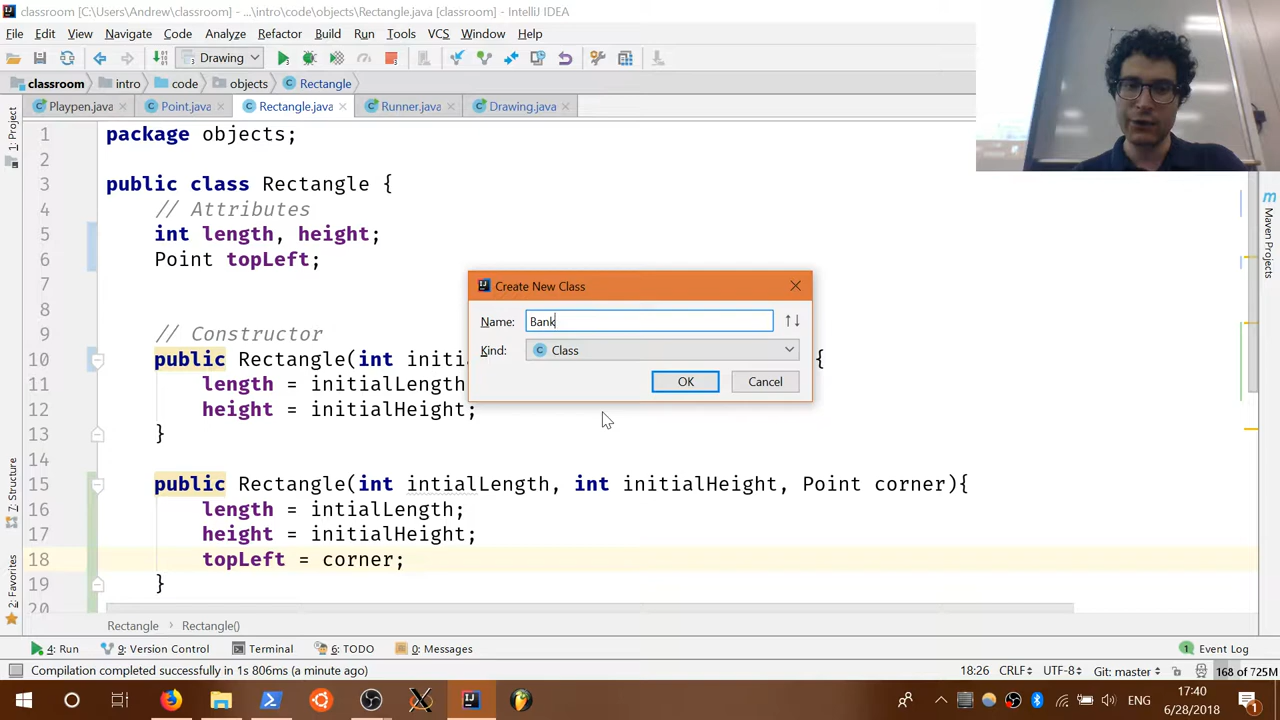 classroom [C:\Users\Andrew\classroom] - ...\intro\code\objects\Rectangle.java [classroom] - IntelliJ IDEA
File Edit View Navigate Code Analyze Refactor Build Run Tools VCS Window Help
Drawing
classroom intro code objects Rectangle
Playpen.java Point.java Rectangle.java Runner.java Drawing.java
1: Project
7: Structure
2: Favorites
Maven Projects
1 package objects;
2
3 public class Rectangle {
4 // Attributes
5 int length, height;
6 Point topLeft;
7
8
9 // Constructor
10 public Rectangle(int initia {
11 length = initialLength
12 height = initialHeight;
13 }
14
15 public Rectangle(int intialLength, int initialHeight, Point corner){
16 length = intialLength;
17 height = initialHeight;
18 topLeft = corner;
19 }
20
Create New Class
Name: Bank
Kind: Class
OK Cancel
Rectangle Rectangle()
4: Run 9: Version Control Terminal 6: TODO 0: Messages 1 Event Log
Compilation completed successfully in 1s 806ms (a minute ago) 18:26 CRLF UTF-8 Git: master 168 of 725M
ENG 17:40
6/28/2018 1